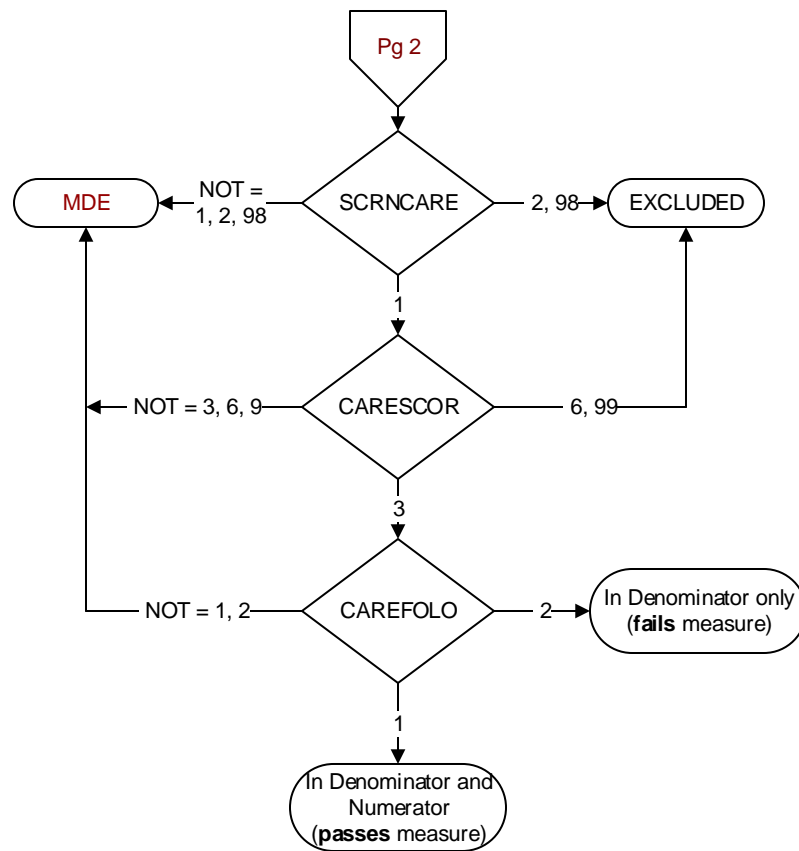 Pg 2
MDE
NOT =
1, 2, 98
SCRNCARE
2, 98
EXCLUDED
1
NOT = 3, 6, 9
CARESCOR
6, 99
3
NOT = 1, 2
CAREFOLO
2
In Denominator only
(fails measure)
1
In Denominator and
Numerator
(passes measure)